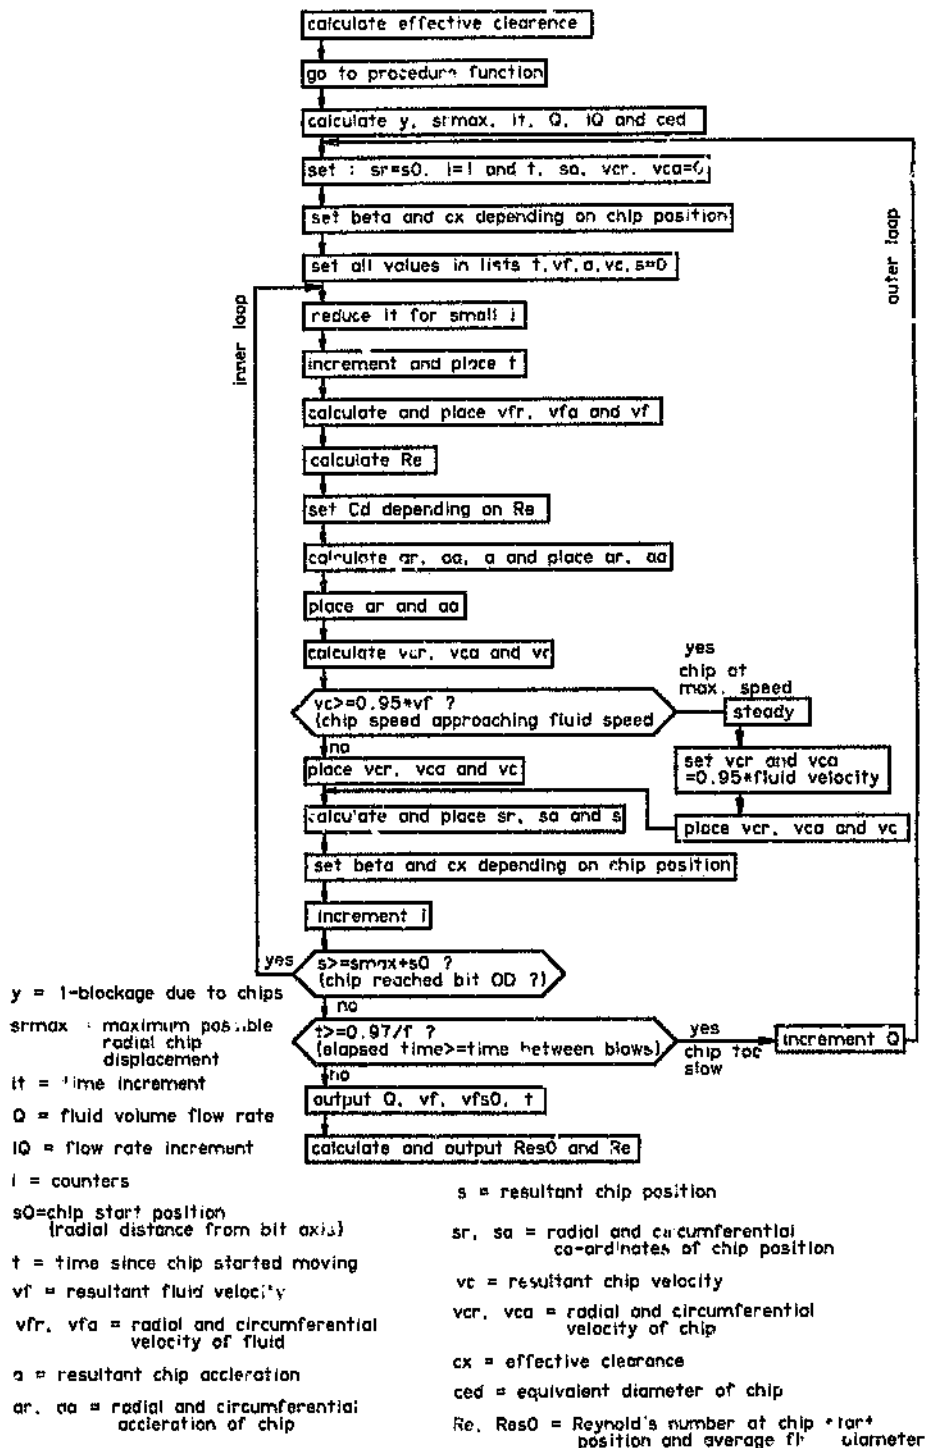 calculate effective clearence
go to procedure function
calculate y, srmax, it, Q, iQ and ced
set : sr=s0, i=1 and t, sa, vcr, vca=0
set beta and cx depending on chip position
set all values in lists t,vf,a,vc,s=0
outer loop
inner loop
reduce it for small i
increment and place t
calculate and place vfr, vfa and vf
calculate Re
set Cd depending on Re
calculate ar, aa, a and place ar, aa
place ar and aa
calculate vcr, vca and vc
yes
chip at
max. speed
vc>=0.95*vf ?
(chip speed approaching fluid speed
steady
no
set vcr and vca
=0.95*fluid velocity
place vcr, vca and vc
calculate and place sr, sa and s
place vcr, vca and vc
set beta and cx depending on chip position
increment i
yes
s>=smax+s0 ?
(chip reached bit OD ?)
no
t>=0.97/f ?
(elapsed time>=time between blows)
yes
chip too
slow
increment Q
no
output Q, vf, vfs0, t
calculate and output Res0 and Re
y = 1-blockage due to chips
srmax = maximum possible
radial chip
displacement
it = time increment
Q = fluid volume flow rate
IQ = flow rate increment
i = counters
s0=chip start position
(radial distance from bit axis)
t = time since chip started moving
vf = resultant fluid velocity
vfr, vfa = radial and circumferential
velocity of fluid
a = resultant chip accleration
ar, aa = radial and circumferential
accleration of chip
s = resultant chip position
sr, sa = radial and circumferential
co-ordinates of chip position
vc = resultant chip velocity
vcr, vca = radial and circumferential
velocity of chip
cx = effective clearance
ced = equivalent diameter of chip
Re, Res0 = Reynold's number at chip start
position and average diameter